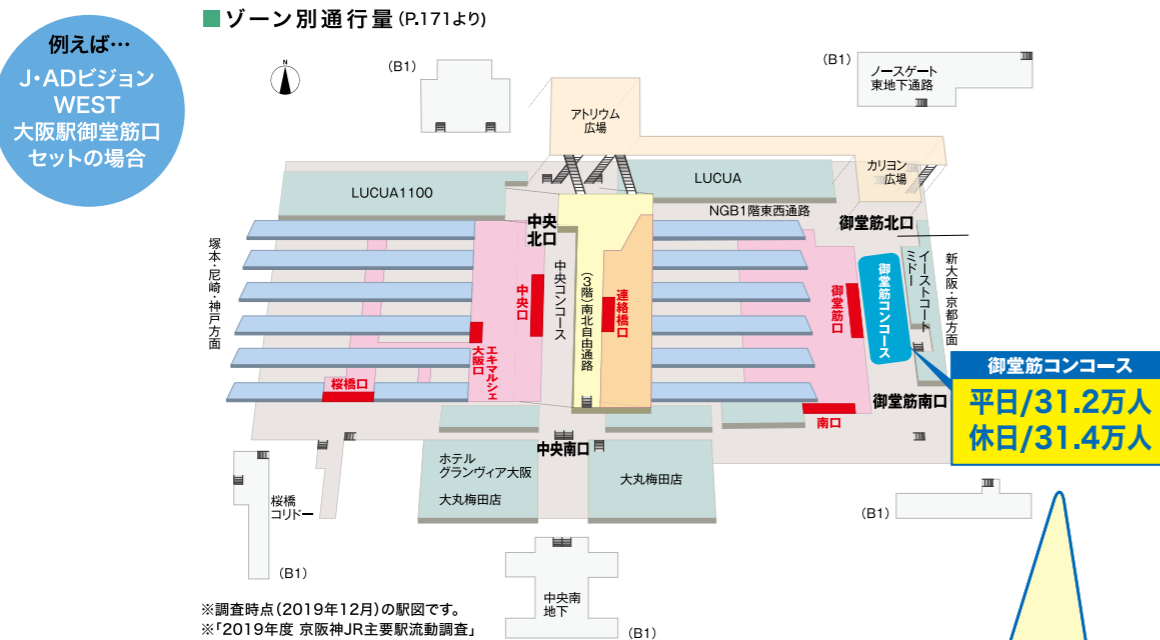 ■ゾーン別通行量(P.171より)
例えば…
J・ADビジョン
WEST
大阪駅御堂筋口
セットの場合
N
(B1)
アトリウム
広場
(B1)
ノースゲート
東地下通路
カリヨン
広場
LUCUA1100
LUCUA
NGB1階東西通路
中央
北口
御堂筋北口
塚本・尼崎・神戸方面
中央口
中央コンコース
(3階)南北自由通路
連絡橋口
御堂筋口
御堂筋コンコース
イーストコート
ミドー
新大阪・京都方面
エキマルシェ
大阪口
桜橋口
御堂筋コンコース
平日/31.2万人
休日/31.4万人
御堂筋南口
南口
中央南口
ホテル
グランヴィア大阪
大丸梅田店
大丸梅田店
桜橋
コリドー
(B1)
(B1)
中央南
地下
(B1)
※調査時点(2019年12月)の駅図です。
※「2019年度 京阪神JR主要駅流動調査」